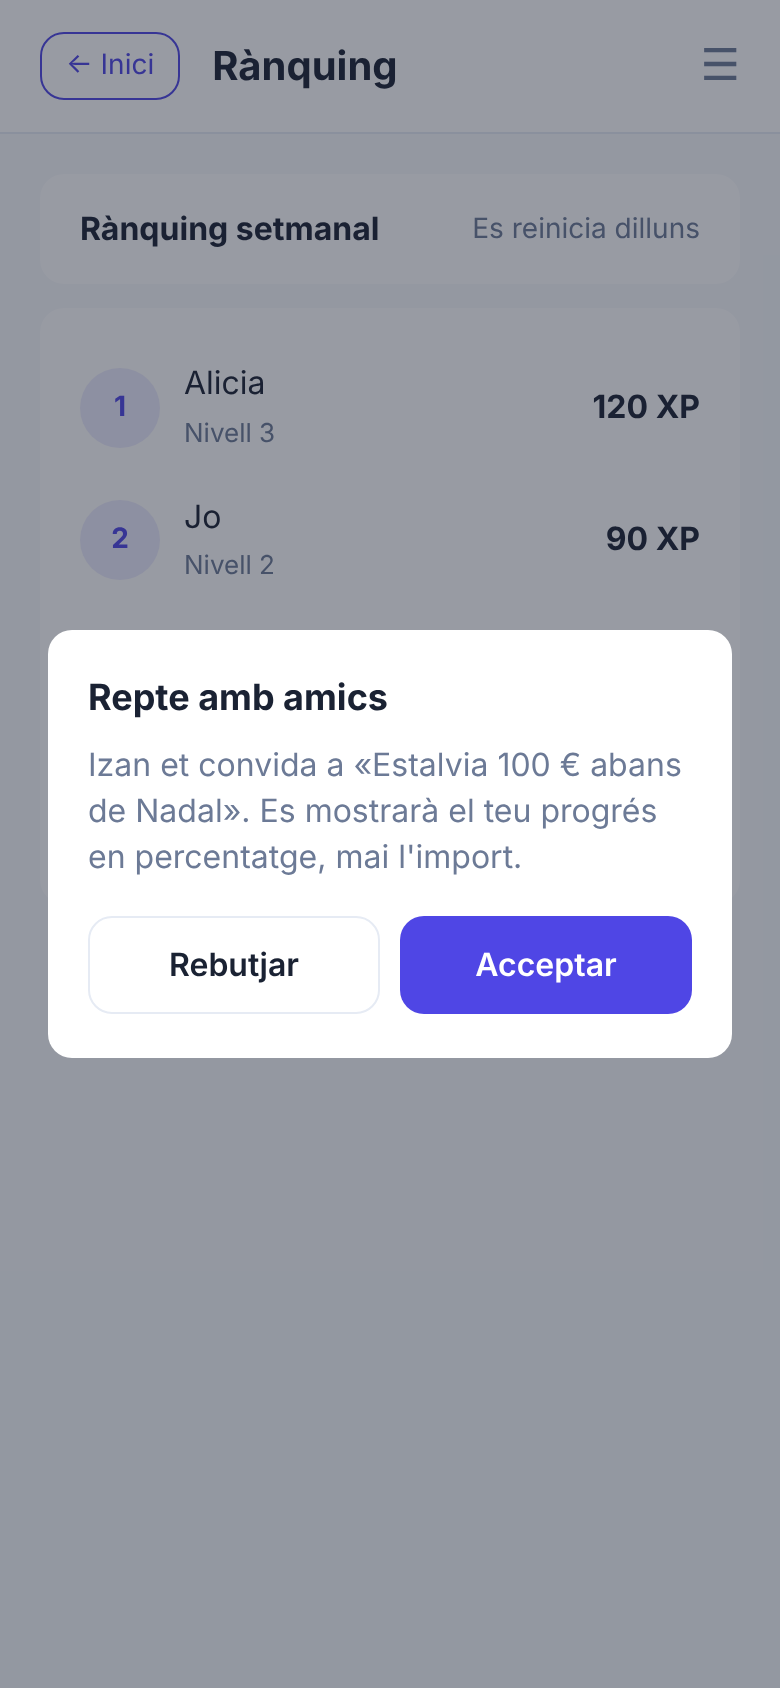 ← Inici
Rànquing
☰
Rànquing setmanal
Es reinicia dilluns
1
Alicia
Nivell 3
120 XP
2
Jo
Nivell 2
90 XP
Repte amb amics
Izan et convida a «Estalvia 100 € abans
de Nadal». Es mostrarà el teu progrés
en percentatge, mai l'import.
Rebutjar
Acceptar